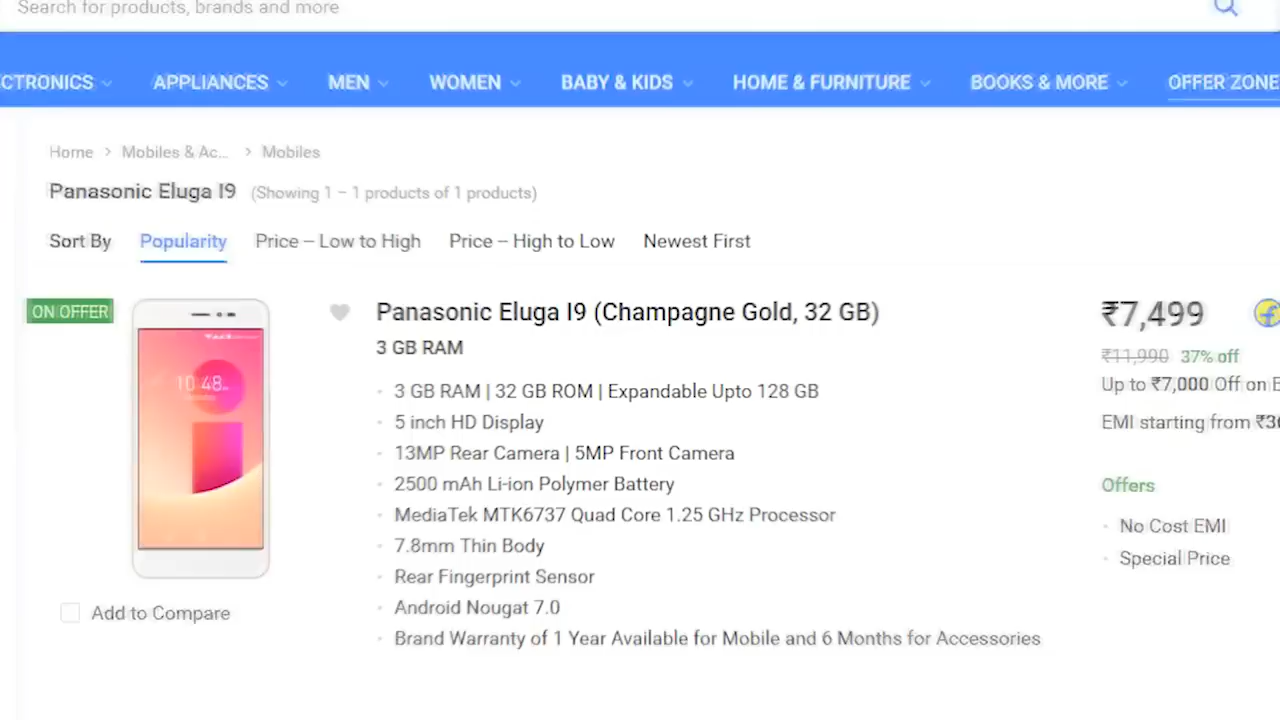 Search for products, brands and more
CTRONICS APPLIANCES MEN WOMEN BABY & KIDS HOME & FURNITURE BOOKS & MORE OFFER ZONE
Home > Mobiles & Ac... > Mobiles
Panasonic Eluga I9 (Showing 1 – 1 products of 1 products)
Sort By Popularity Price – Low to High Price – High to Low Newest First
ON OFFER
10:48
Panasonic Eluga I9 (Champagne Gold, 32 GB)
3 GB RAM
3 GB RAM | 32 GB ROM | Expandable Upto 128 GB
5 inch HD Display
13MP Rear Camera | 5MP Front Camera
2500 mAh Li-ion Polymer Battery
MediaTek MTK6737 Quad Core 1.25 GHz Processor
7.8mm Thin Body
Rear Fingerprint Sensor
Android Nougat 7.0
Brand Warranty of 1 Year Available for Mobile and 6 Months for Accessories
Add to Compare
₹7,499
₹11,990 37% off
Up to ₹7,000 Off on E
EMI starting from ₹36
Offers
No Cost EMI
Special Price